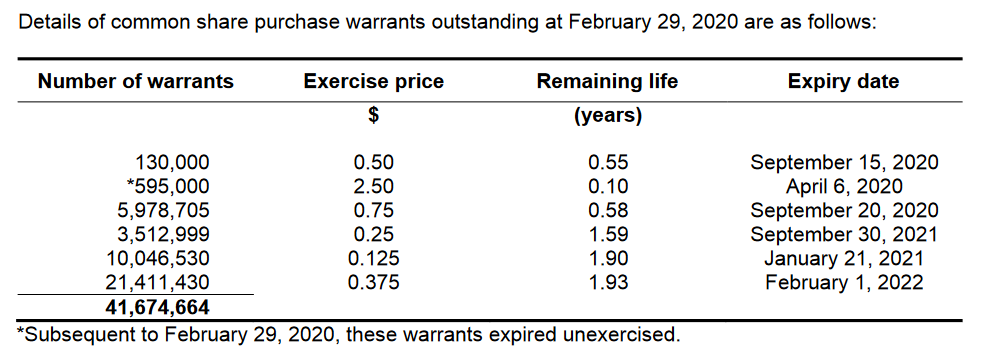 Details of common share purchase warrants outstanding at February 29, 2020 are as follows:
Number of warrants Exercise price Remaining life Expiry date
$ (years)
130,000 0.50 0.55 September 15, 2020
*595,000 2.50 0.10 April 6, 2020
5,978,705 0.75 0.58 September 20, 2020
3,512,999 0.25 1.59 September 30, 2021
10,046,530 0.125 1.90 January 21, 2021
21,411,430 0.375 1.93 February 1, 2022
41,674,664
*Subsequent to February 29, 2020, these warrants expired unexercised.